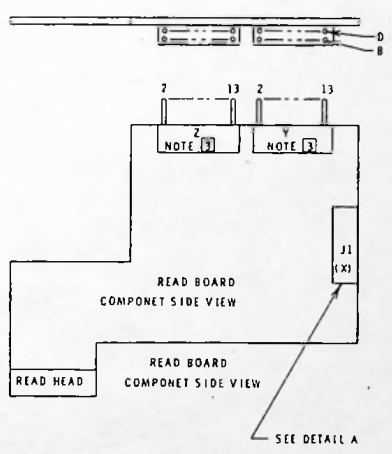 D
B
2 13 2 13
Z Y
NOTE 3 NOTE 3
J1
(X)
READ BOARD
COMPONET SIDE VIEW
READ BOARD
READ HEAD COMPONET SIDE VIEW
SEE DETAIL A